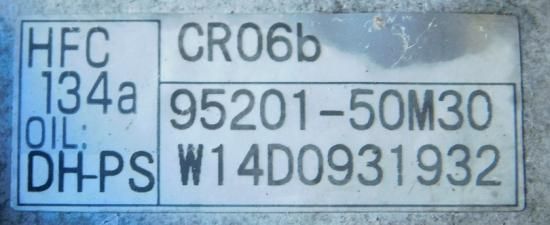 HFC
134a
OIL:
DH-PS
CR06b
95201-50M30
W14D0931932